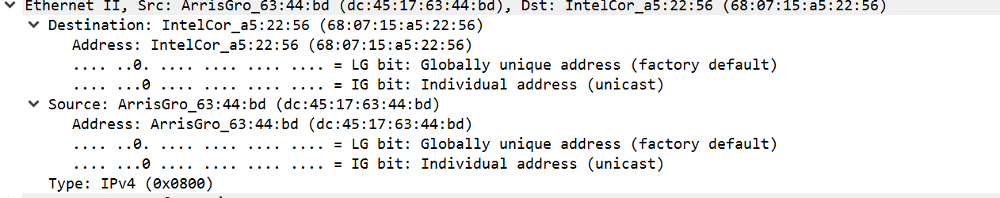 Ethernet II, Src: ArrisGro_63:44:bd (dc:45:17:63:44:bd), Dst: IntelCor_a5:22:56 (68:07:15:a5:22:56)
Destination: IntelCor_a5:22:56 (68:07:15:a5:22:56)
Address: IntelCor_a5:22:56 (68:07:15:a5:22:56)
.... ..0. .... .... .... .... = LG bit: Globally unique address (factory default)
.... ...0 .... .... .... .... = IG bit: Individual address (unicast)
Source: ArrisGro_63:44:bd (dc:45:17:63:44:bd)
Address: ArrisGro_63:44:bd (dc:45:17:63:44:bd)
.... ..0. .... .... .... .... = LG bit: Globally unique address (factory default)
.... ...0 .... .... .... .... = IG bit: Individual address (unicast)
Type: IPv4 (0x0800)